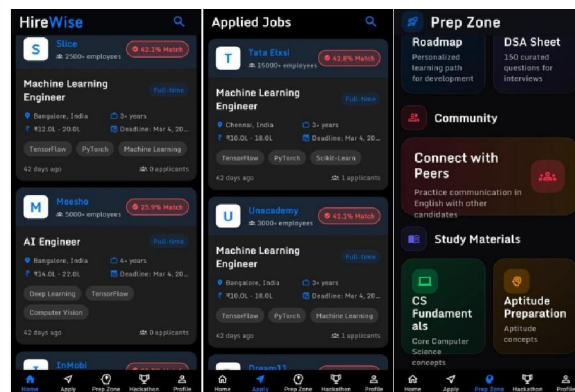 HireWise
Slice
S
2500+ employees
42.1% Match
Machine Learning
Engineer
Full-time
Bangalore, India
3+ years
₹12.0L - 20.0L
Deadline: Mar 4, 20...
TensorFlow
PyTorch
Machine Learning
42 days ago
0 applicants
Meesho
M
5000+ employees
25.9% Match
AI Engineer
Full-time
Bangalore, India
4+ years
₹14.0L - 22.0L
Deadline: Mar 4, 20...
Deep Learning
TensorFlow
Computer Vision
42 days ago
0 applicants
InMobi
Home
Apply
Prep Zone
Hackathon
Profile
Applied Jobs
Tata Elxsi
T
15000+ employees
42.8% Match
Machine Learning
Engineer
Full-time
Chennai, India
3+ years
₹10.0L - 18.0L
Deadline: Mar 4, 20...
TensorFlow
PyTorch
Scikit-Learn
42 days ago
1 applicants
Unacademy
U
3000+ employees
41.1% Match
Machine Learning
Engineer
Full-time
Bangalore, India
3+ years
₹10.0L - 18.0L
Deadline: Mar 4, 20...
TensorFlow
PyTorch
Machine Learning
42 days ago
1 applicants
Dream11
Home
Apply
Prep Zone
Hackathon
Profile
Prep Zone
Roadmap
Personalized
learning path
for development
DSA Sheet
150 curated
questions for
interviews
Community
Connect with
Peers
Practice communication in
English with other
candidates
Study Materials
CS
Fundament
als
Core Computer
Science
concepts
Aptitude
Preparation
Aptitude
concepts
Home
Apply
Prep Zone
Hackathon
Profile